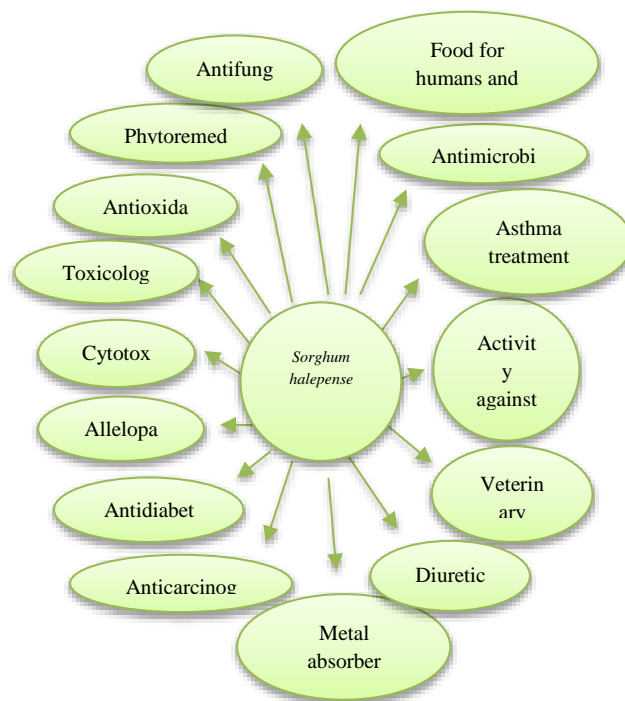 Antifung
Food for
humans and
Phytoremed
Antimicrobi
Antioxida
Asthma
treatment
Toxicolog
Sorghum
halepense
Cytotox
Activit
y
against
Allelopa
Antidiabet
Veterin
ary
Anticarcinog
Diuretic
Metal
absorber